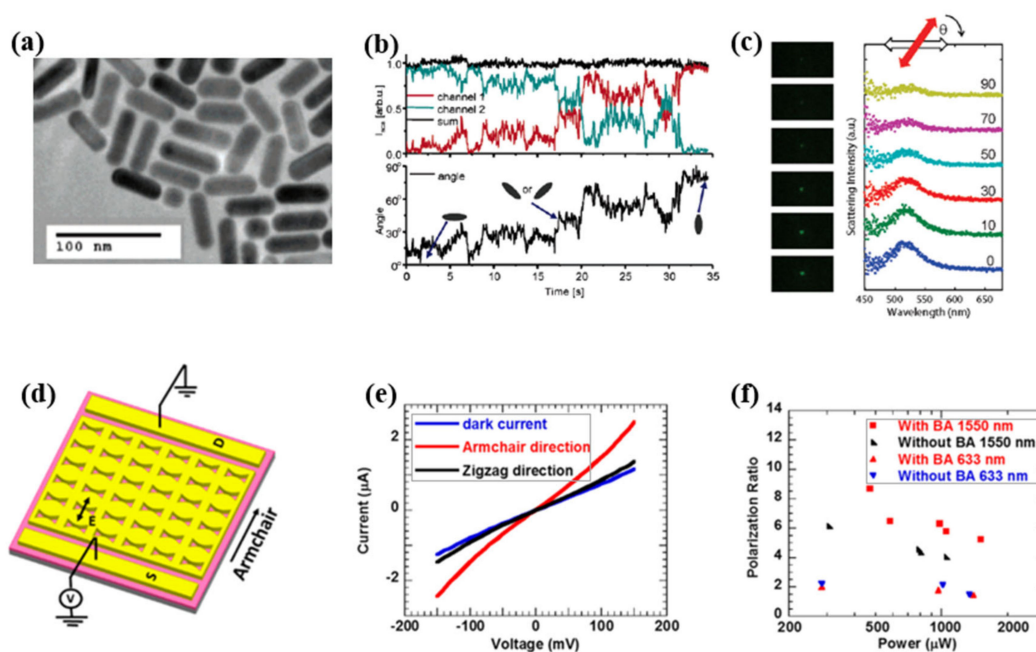 (a)
100 nm
(b)
I_sca [arb.u.]
1.0
0.5
0.0
channel 1
channel 2
sum
Angle
90°
60°
30°
0°
angle
or
0 5 10 15 20 25 30 35
Time [s]
(c)
θ
Scattering Intensity (a.u.)
90
70
50
30
10
0
450 500 550 600 650
Wavelength (nm)
(d)
D
E
S
V
Armchair
(e)
Current (μA)
2
0
-2
dark current
Armchair direction
Zigzag direction
-200 -100 0 100 200
Voltage (mV)
(f)
Polarization Ratio
14
12
10
8
6
4
2
0
With BA 1550 nm
Without BA 1550 nm
With BA 633 nm
Without BA 633 nm
200 500 1000 2000
Power (μW)